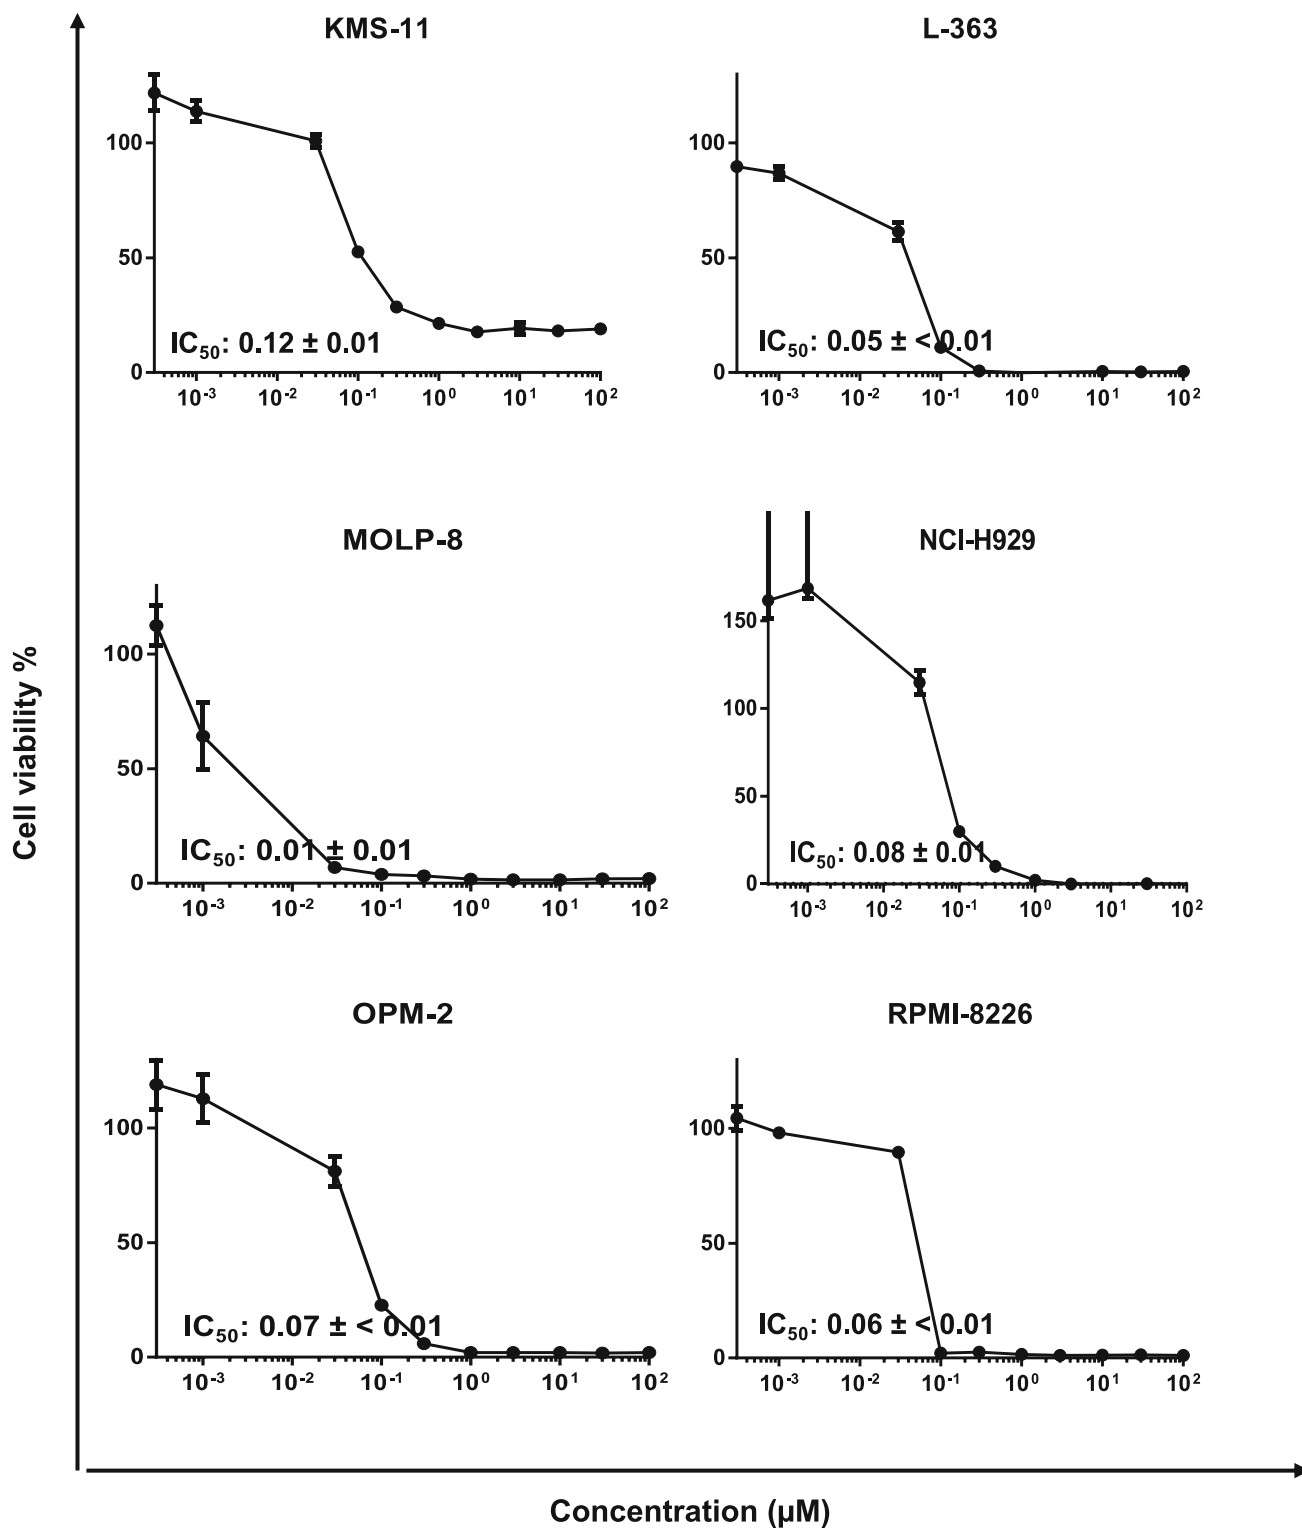 KMS-11
100
50
0
IC₅₀: 0.12 ± 0.01
10⁻³ 10⁻² 10⁻¹ 10⁰ 10¹ 10²
L-363
100
50
0
IC₅₀: 0.05 ± < 0.01
10⁻³ 10⁻² 10⁻¹ 10⁰ 10¹ 10²
MOLP-8
100
50
0
IC₅₀: 0.01 ± 0.01
10⁻³ 10⁻² 10⁻¹ 10⁰ 10¹ 10²
NCI-H929
150
100
50
0
IC₅₀: 0.08 ± 0.01
10⁻³ 10⁻² 10⁻¹ 10⁰ 10¹ 10²
OPM-2
100
50
0
IC₅₀: 0.07 ± < 0.01
10⁻³ 10⁻² 10⁻¹ 10⁰ 10¹ 10²
RPMI-8226
100
50
0
IC₅₀: 0.06 ± < 0.01
10⁻³ 10⁻² 10⁻¹ 10⁰ 10¹ 10²
Cell viability %
Concentration (µM)